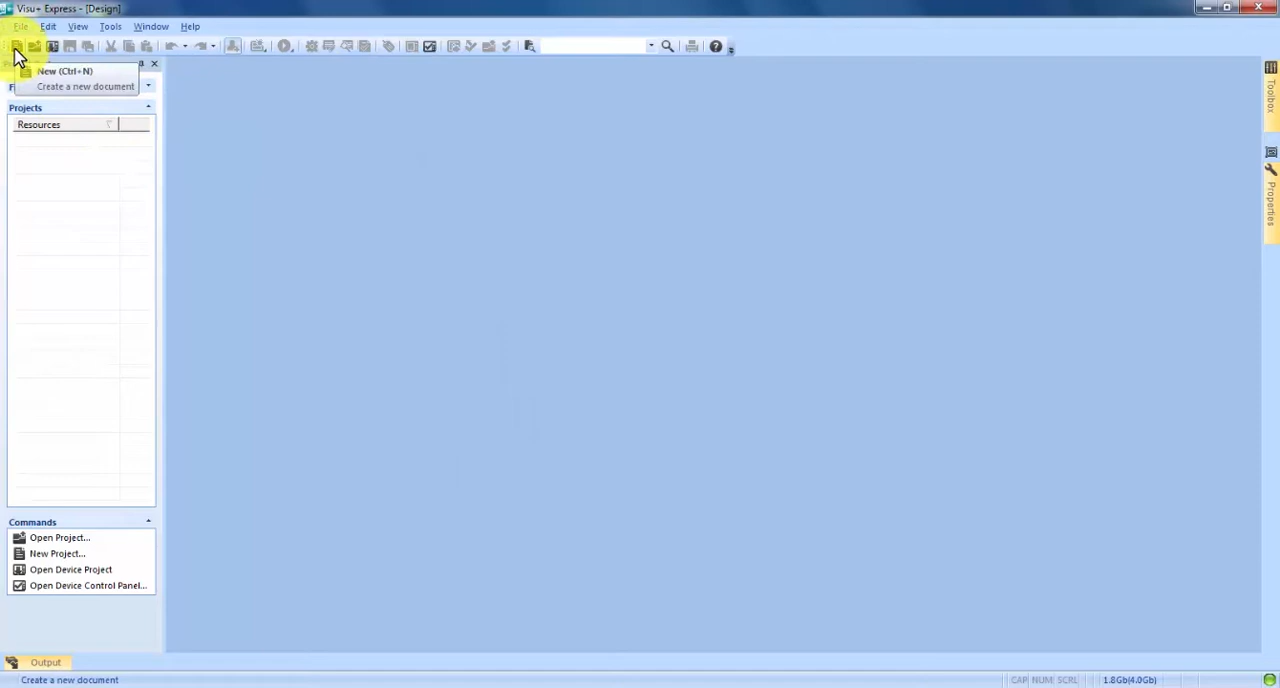 Visu+ Express - [Design]
File Edit View Tools Window Help
New (Ctrl+N)
Create a new document
Projects
Resources
Commands
Open Project...
New Project...
Open Device Project
Open Device Control Panel...
Toolbox
Properties
Output
Create a new document
CAP NUM SCRL 1.8Gb(4.0Gb)